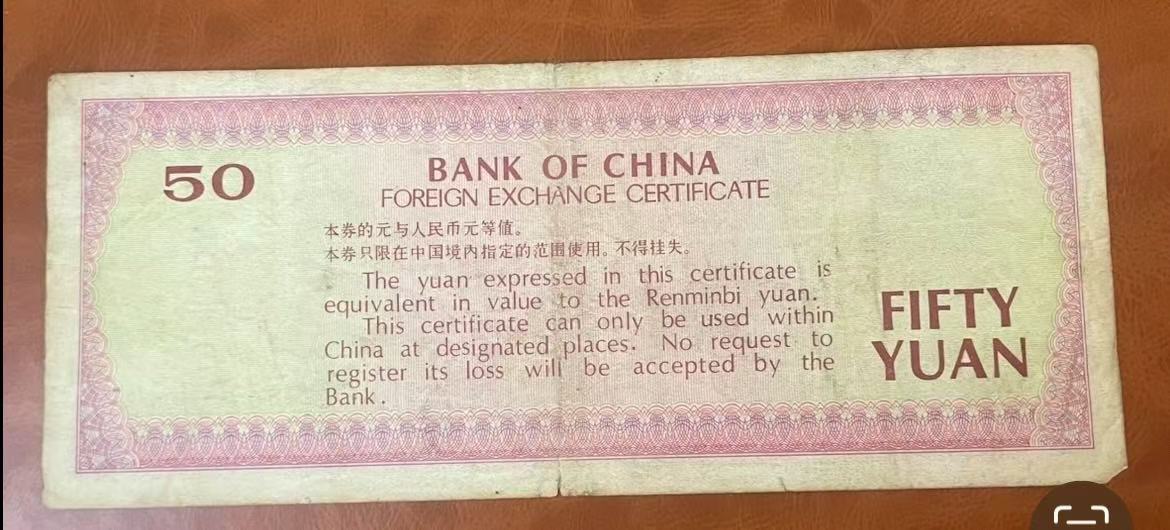 50
BANK OF CHINA
FOREIGN EXCHANGE CERTIFICATE
本券的元与人民币元等值。
本券只限在中国境内指定的范围使用。不得挂失。
The yuan expressed in this certificate is
equivalent in value to the Renminbi yuan.
This certificate can only be used within
China at designated places. No request to
register its loss will be accepted by the
Bank.
FIFTY
YUAN